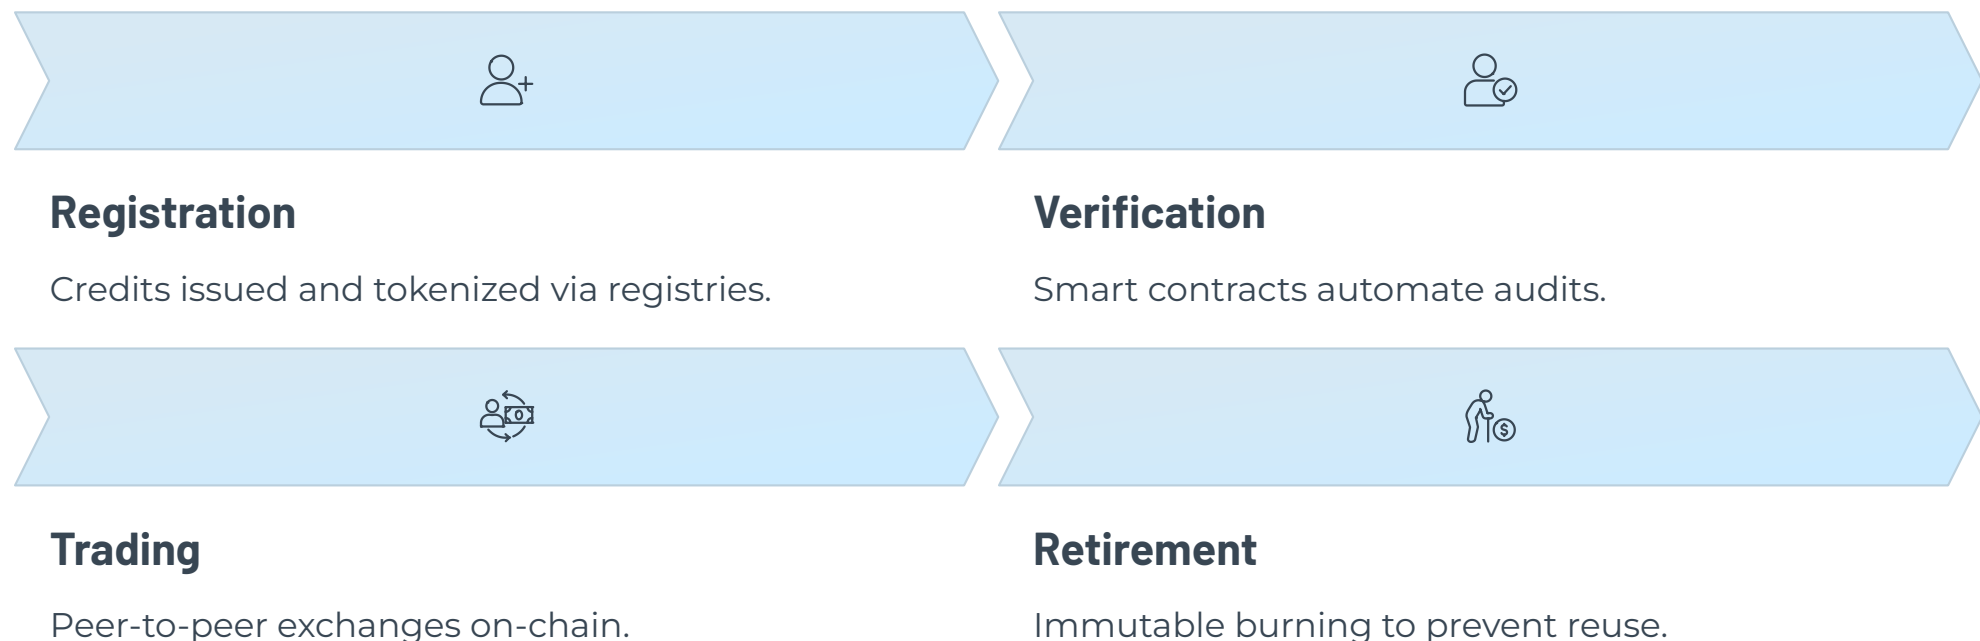 Registration
Credits issued and tokenized via registries.
Verification
Smart contracts automate audits.
Trading
Peer-to-peer exchanges on-chain.
Retirement
Immutable burning to prevent reuse.